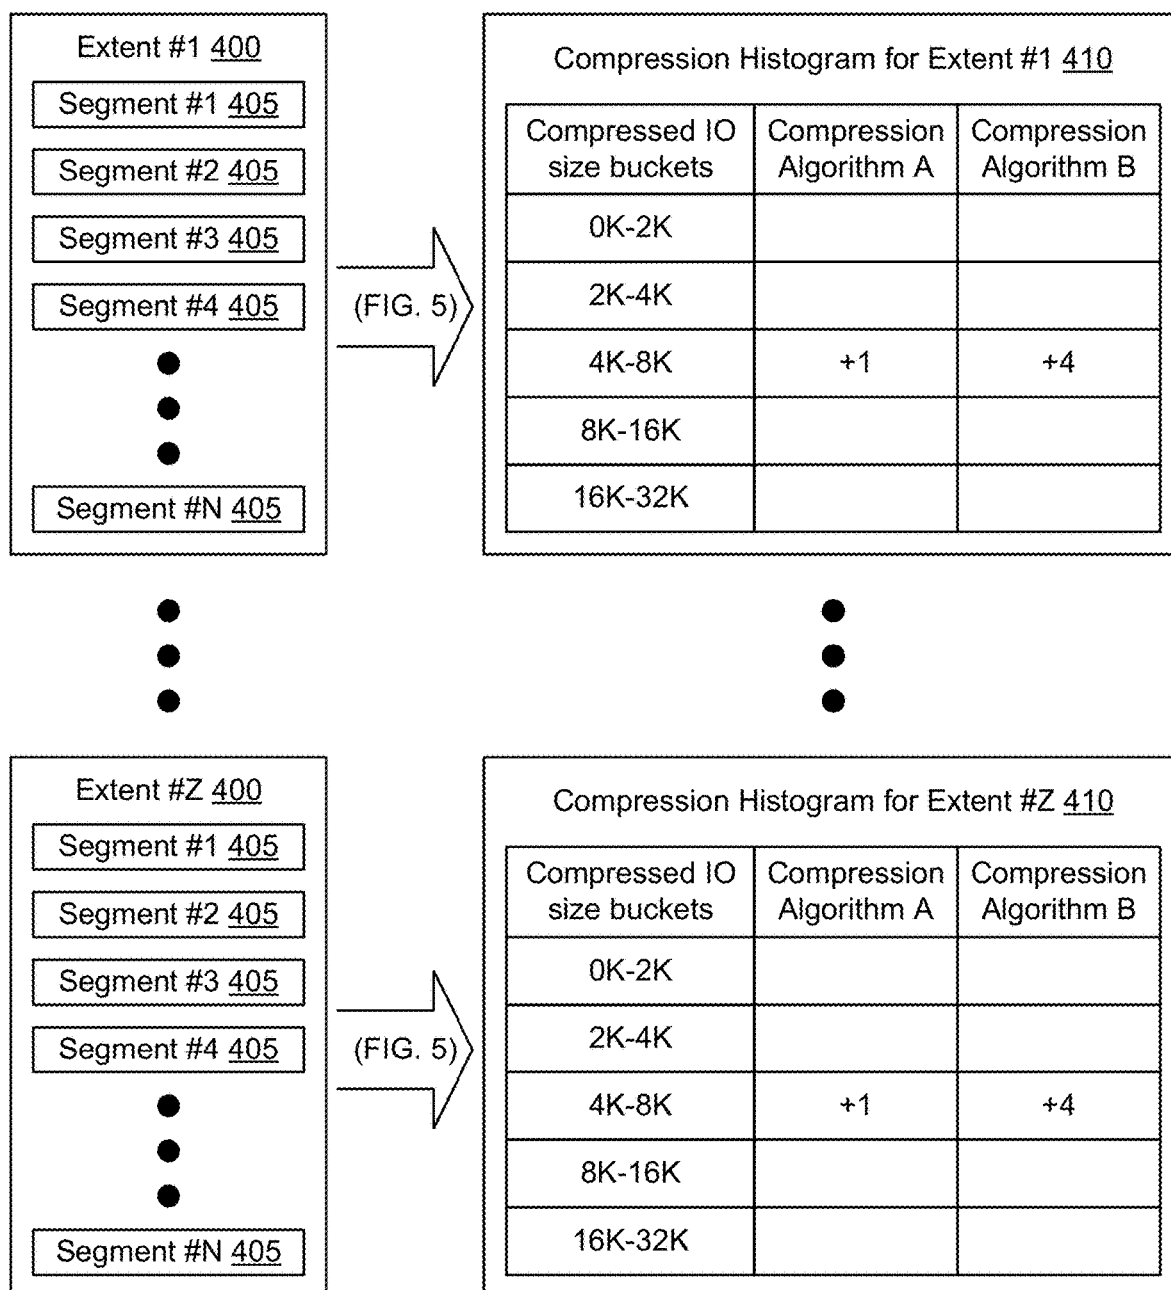 Extent #1 400
Segment #1 405
Segment #2 405
Segment #3 405
Segment #4 405
Segment #N 405
(FIG. 5)
Compression Histogram for Extent #1 410
Compressed IO
size buckets
Compression
Algorithm A
Compression
Algorithm B
0K-2K
2K-4K
4K-8K +1 +4
8K-16K
16K-32K
Extent #Z 400
Segment #1 405
Segment #2 405
Segment #3 405
Segment #4 405
Segment #N 405
(FIG. 5)
Compression Histogram for Extent #Z 410
Compressed IO
size buckets
Compression
Algorithm A
Compression
Algorithm B
0K-2K
2K-4K
4K-8K +1 +4
8K-16K
16K-32K